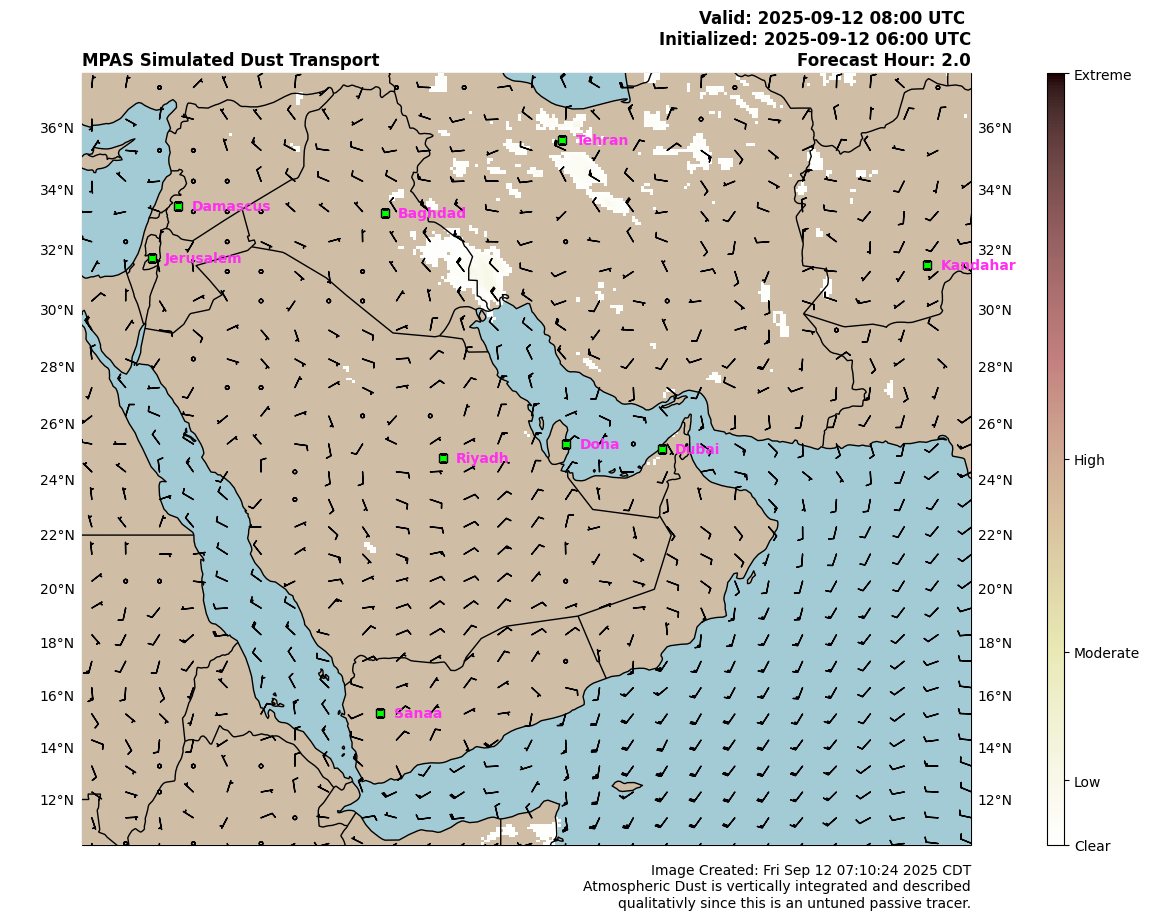 Valid: 2025-09-12 08:00 UTC
Initialized: 2025-09-12 06:00 UTC
MPAS Simulated Dust Transport Forecast Hour: 2.0
Extreme
36°N Tehran 36°N
34°N Damascus Baghdad 34°N
32°N Jerusalem 32°N Kandahar
30°N 30°N
28°N 28°N
26°N 26°N
Doha Dubai
Riyadh High
24°N 24°N
22°N 22°N
20°N 20°N
18°N 18°N
Moderate
16°N 16°N
Sanaa
14°N 14°N
Low
12°N 12°N
Clear
Image Created: Fri Sep 12 07:10:24 2025 CDT
Atmospheric Dust is vertically integrated and described
qualitativly since this is an untuned passive tracer.